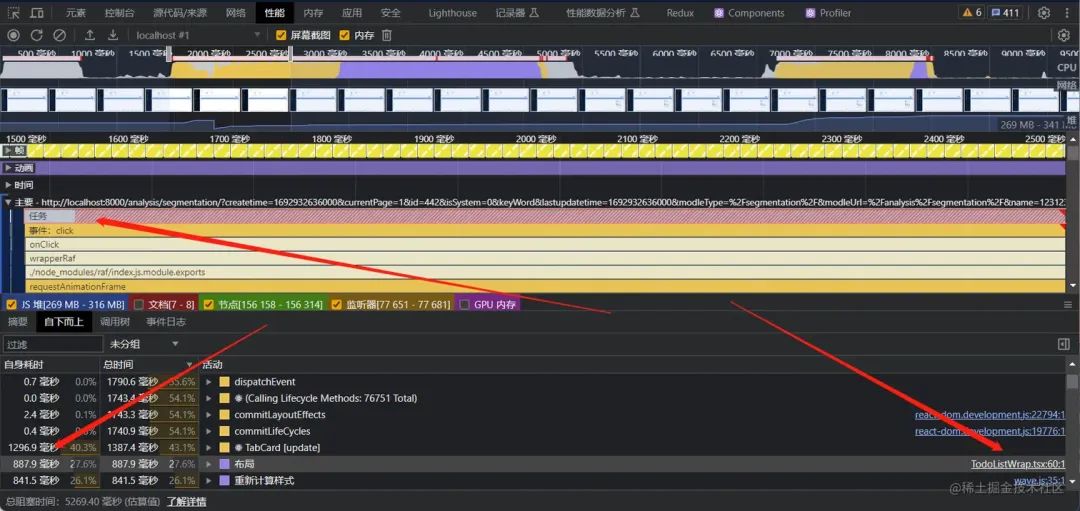 元素 控制台 源代码/来源 网络 性能 内存 应用 安全 Lighthouse 记录器 性能数据分析 Redux Components Profiler 6 411
localhost #1 屏幕截图 内存
500 毫秒 1000 毫秒 2000 毫秒 2500 毫秒 3000 毫秒 3500 毫秒 4000 毫秒 4500 毫秒 5000 毫秒 5500 毫秒 6000 毫秒 6500 毫秒 7000 毫秒 7500 毫秒 8000 毫秒 8500 毫秒 9000 毫秒
CPU
网络
堆
269 MB - 341 M
1500 毫秒 1600 毫秒 1700 毫秒 1800 毫秒 1900 毫秒 2000 毫秒 2100 毫秒 2200 毫秒 2300 毫秒 2400 毫秒 2500 毫秒
帧
动画
时间
主要 - http://localhost:8000/analysis/segmentation/?createtime=1692932636000&currentPage=1&id=442&isSystem=0&keyWord&lastupdatetime=1692932636000&modleType=%2Fsegmentation%2F&modleUrl=%2Fanalysis%2Fsegmentation%2F&name=123123
任务
事件: click
onClick
wrapperRaf
./node_modules/raf/index.js.module.exports
requestAnimationFrame
JS 堆[269 MB - 316 MB] 文档[7 - 8] 节点[156 158 - 156 314] 监听器[77 651 - 77 681] GPU 内存
摘要 自下而上 调用树 事件日志
过滤 未分组
自身耗时 总时间 活动
0.7 毫秒 0.0% 1790.6 毫秒 55.6% dispatchEvent
0.0 毫秒 0.0% 1743.4 毫秒 54.1% (Calling Lifecycle Methods: 76751 Total)
2.4 毫秒 0.1% 1743.3 毫秒 54.1% commitLayoutEffects react-dom.development.js:22794:1
0.4 毫秒 0.0% 1740.9 毫秒 54.1% commitLifeCycles react-dom.development.js:19776:1
1296.9 毫秒 40.3% 1387.4 毫秒 43.1% TabCard [update]
887.9 毫秒 27.6% 887.9 毫秒 27.6% 布局 TodoListWrap.tsx:60:1
841.5 毫秒 26.1% 841.5 毫秒 26.1% 重新计算样式 wave.js:35:1
总阻塞时间: 5269.40 毫秒 (估算值) 了解详情
@稀土掘金技术社区